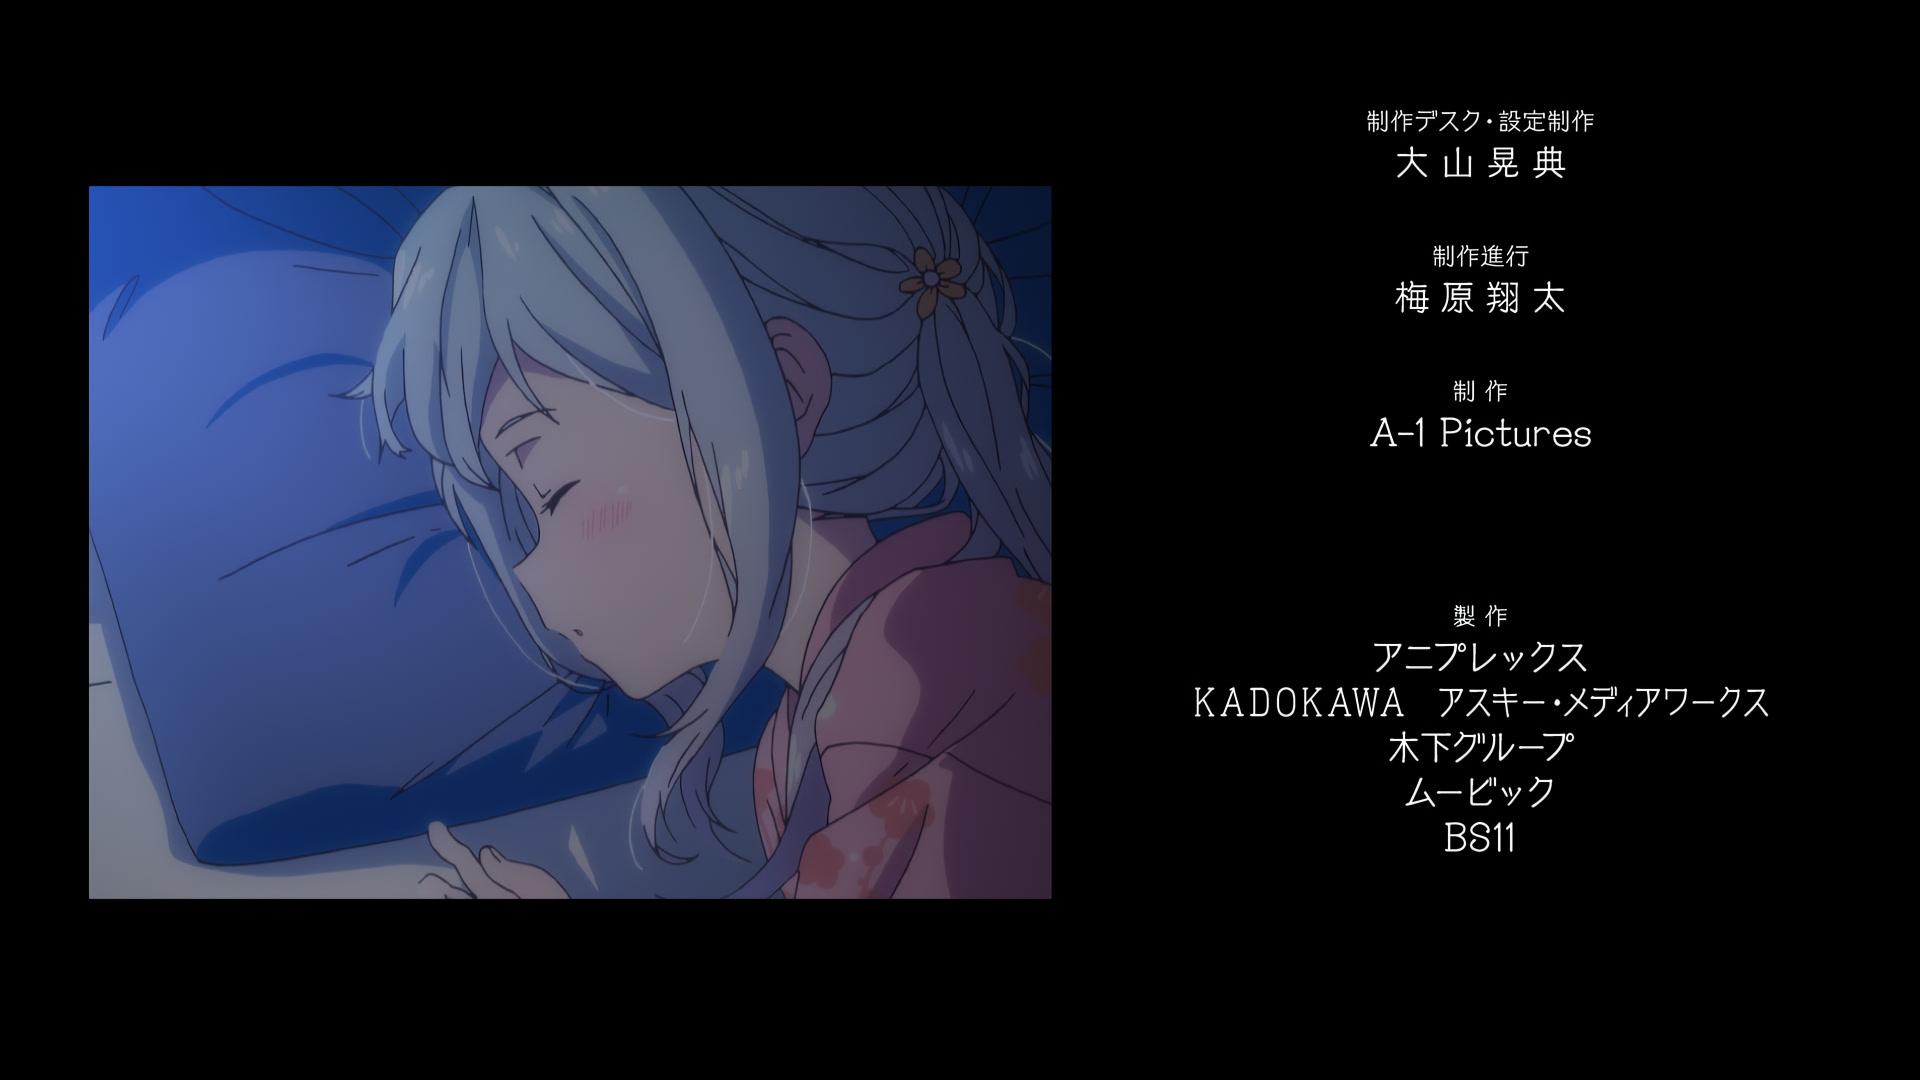 制作デスク・設定制作
大山晃典
制作進行
梅原翔太
制作
A-1 Pictures
製作
アニプレックス
KADOKAWA　アスキー・メディアワークス
木下グループ
ムービック
BS11